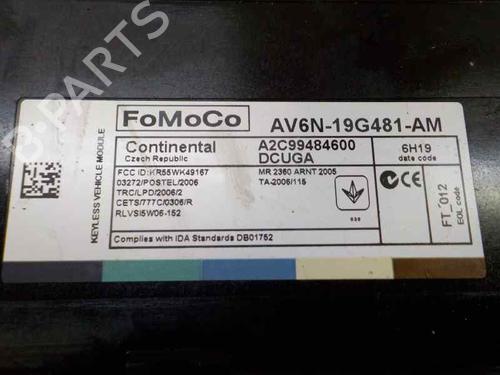 FoMoCo
AV6N-19G481-AM
KEYLESS VEHICLE MODULE
Continental
Czech Republic
A2C99484600
DCUGA
6H19
date code
FCC ID:KR55WK49167
03272/POSTEL/2006
TRC/LPD/2006/2
CETS/777C/0306/R
RLVSI5W06-152
MR 2360 ARNT 2005
TA-2006/115
FT_012
EOL code
Complies with IDA Standards DB01752
B-PARTS
B-PARTS